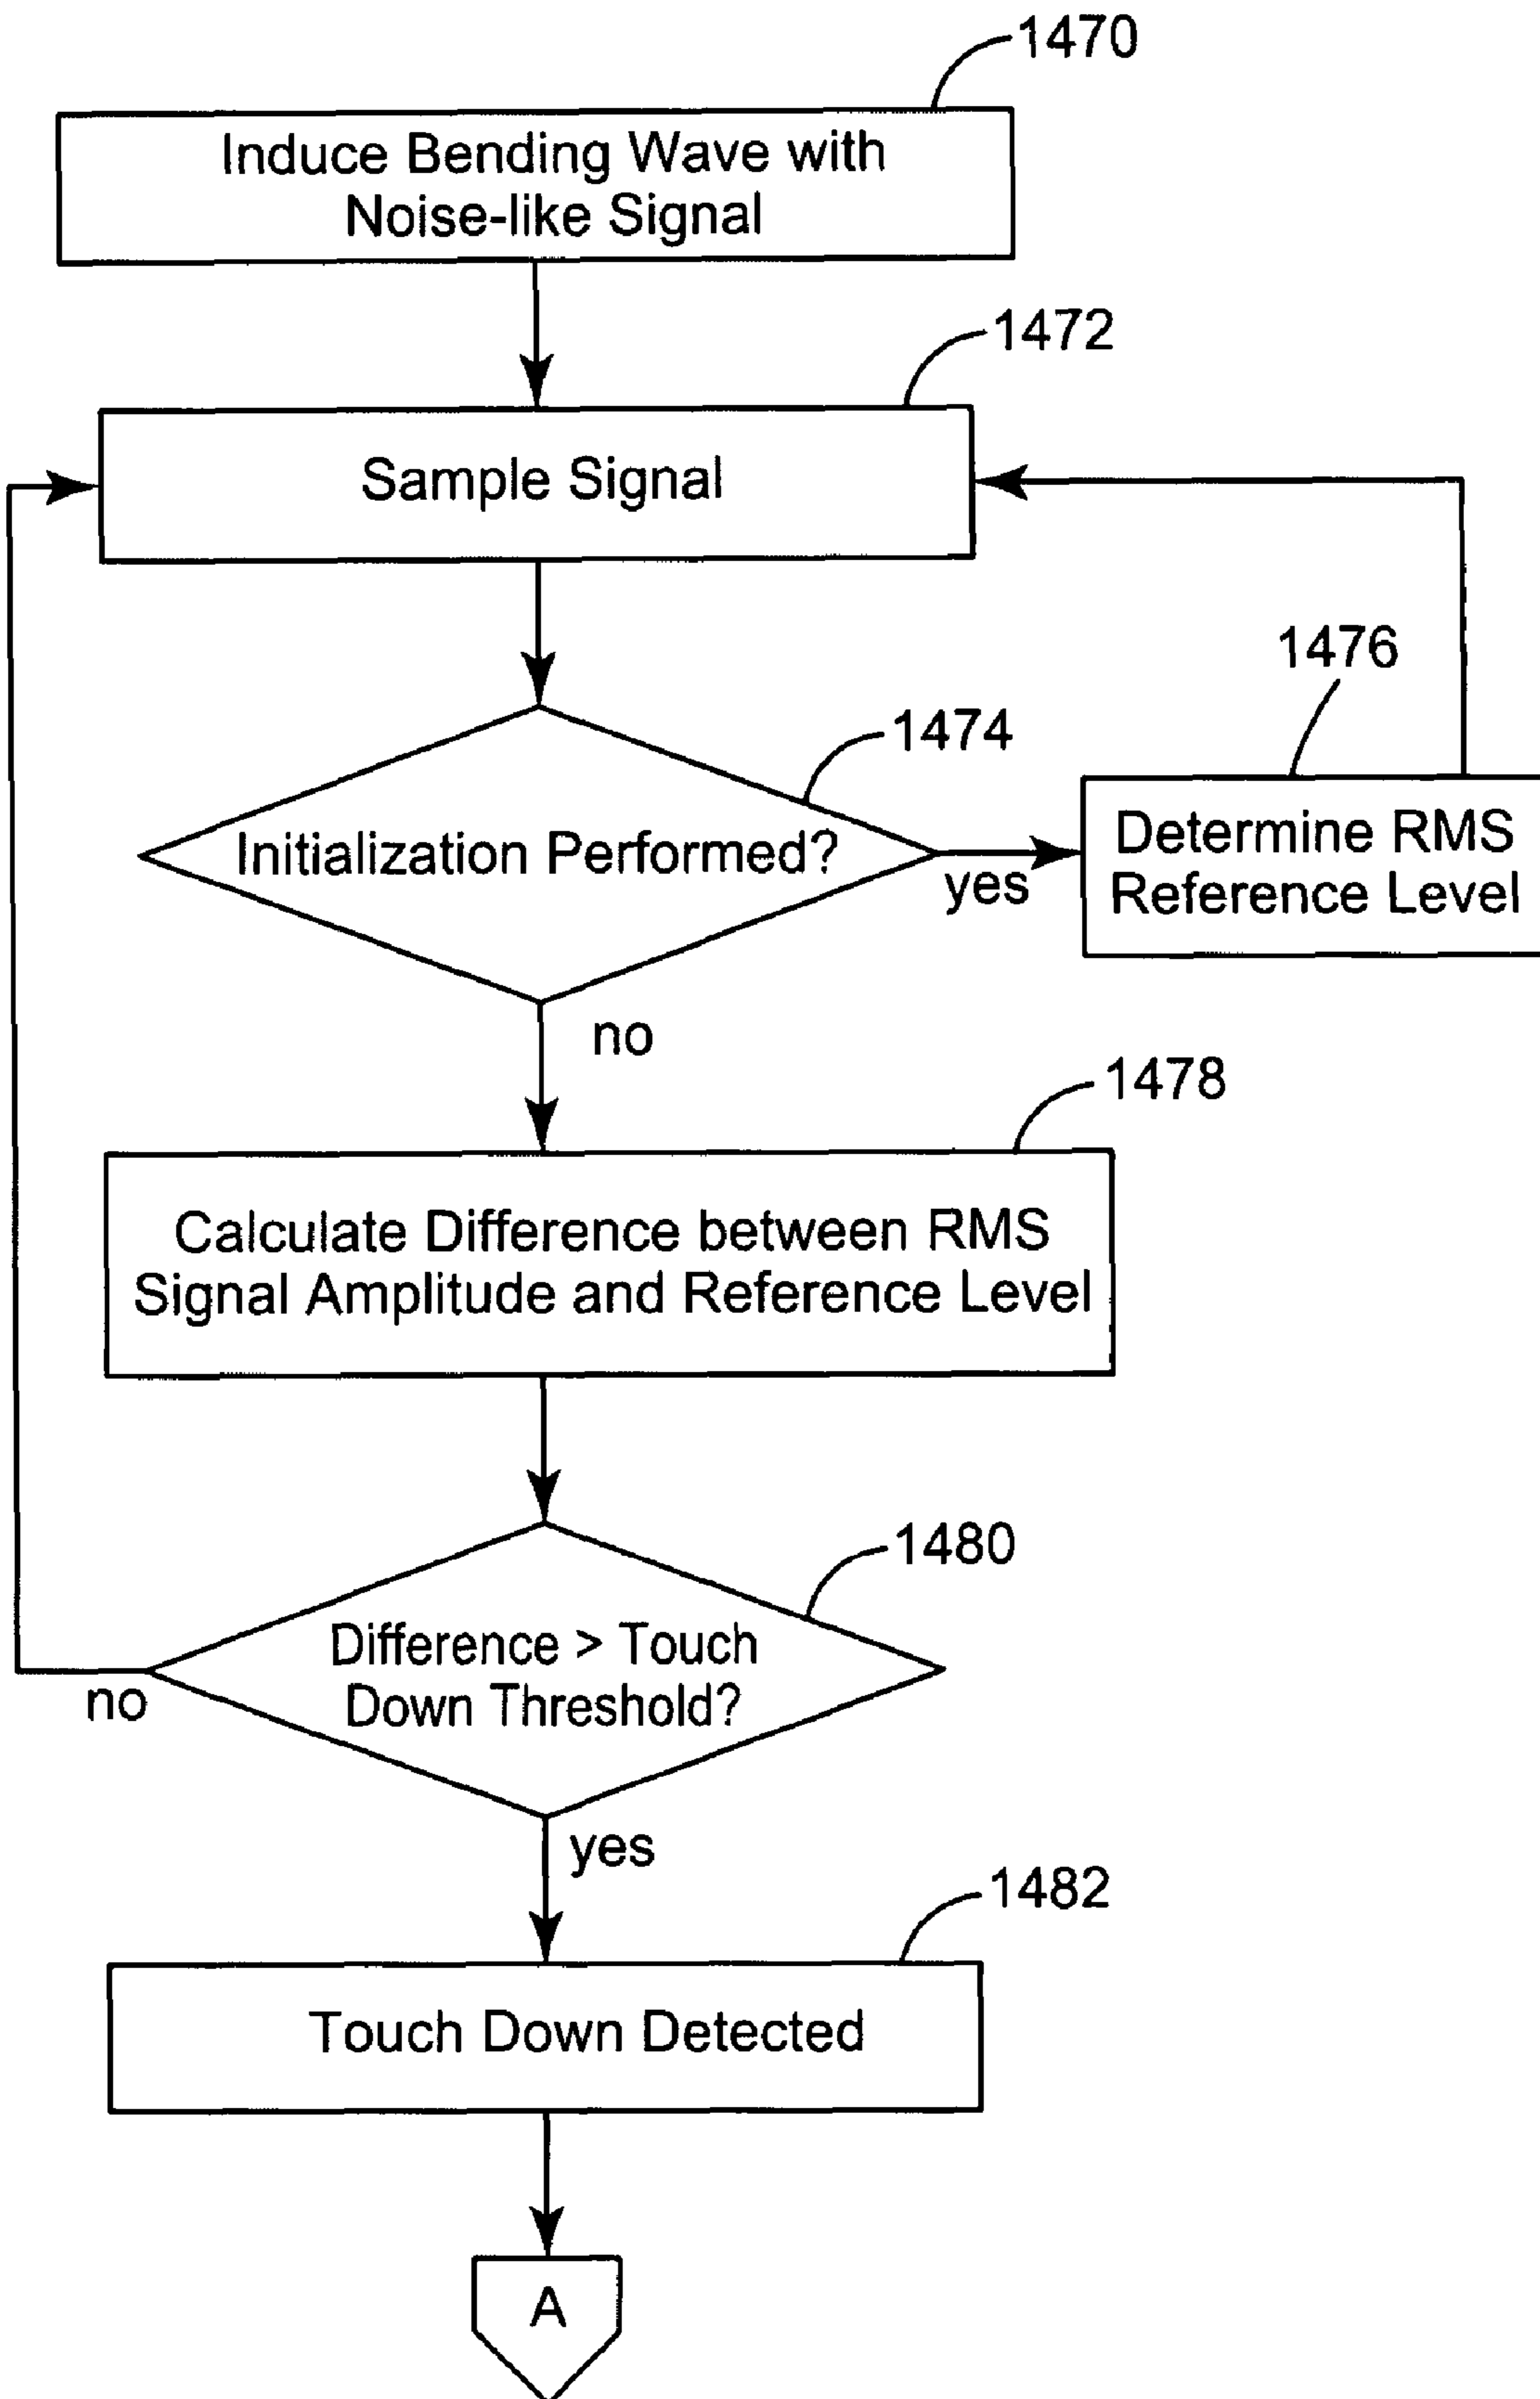 1470
Induce Bending Wave with
Noise-like Signal
1472
Sample Signal
1476
1474
Initialization Performed?
yes
Determine RMS
Reference Level
no
1478
Calculate Difference between RMS
Signal Amplitude and Reference Level
1480
Difference > Touch
Down Threshold?
no
yes
1482
Touch Down Detected
A